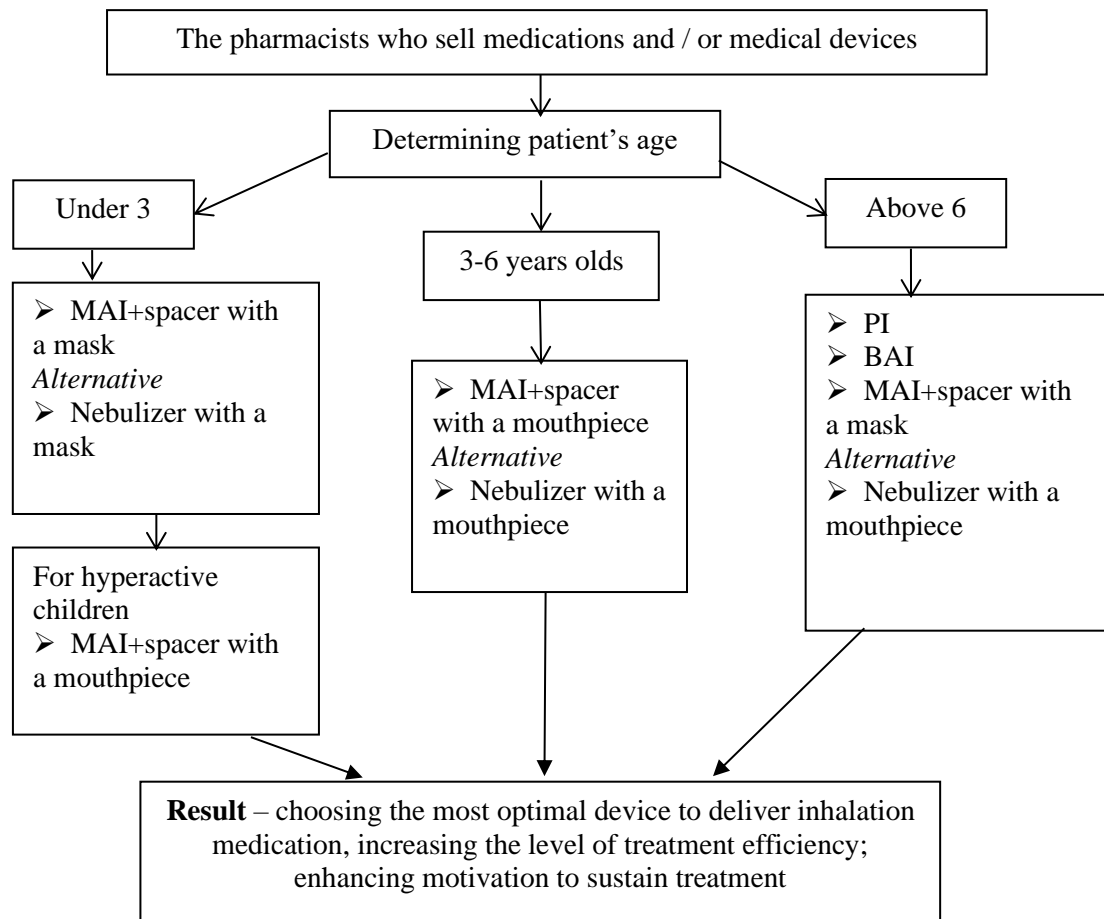 The pharmacists who sell medications and / or medical devices
Determining patient’s age
Under 3
➢ MAI+spacer with
a mask
Alternative
➢ Nebulizer with a
mask
For hyperactive
children
➢ MAI+spacer with
a mouthpiece
3-6 years olds
➢ MAI+spacer
with a mouthpiece
Alternative
➢ Nebulizer with a
mouthpiece
Above 6
➢ PI
➢ BAI
➢ MAI+spacer with
a mask
Alternative
➢ Nebulizer with a
mouthpiece
Result – choosing the most optimal device to deliver inhalation
medication, increasing the level of treatment efficiency;
enhancing motivation to sustain treatment